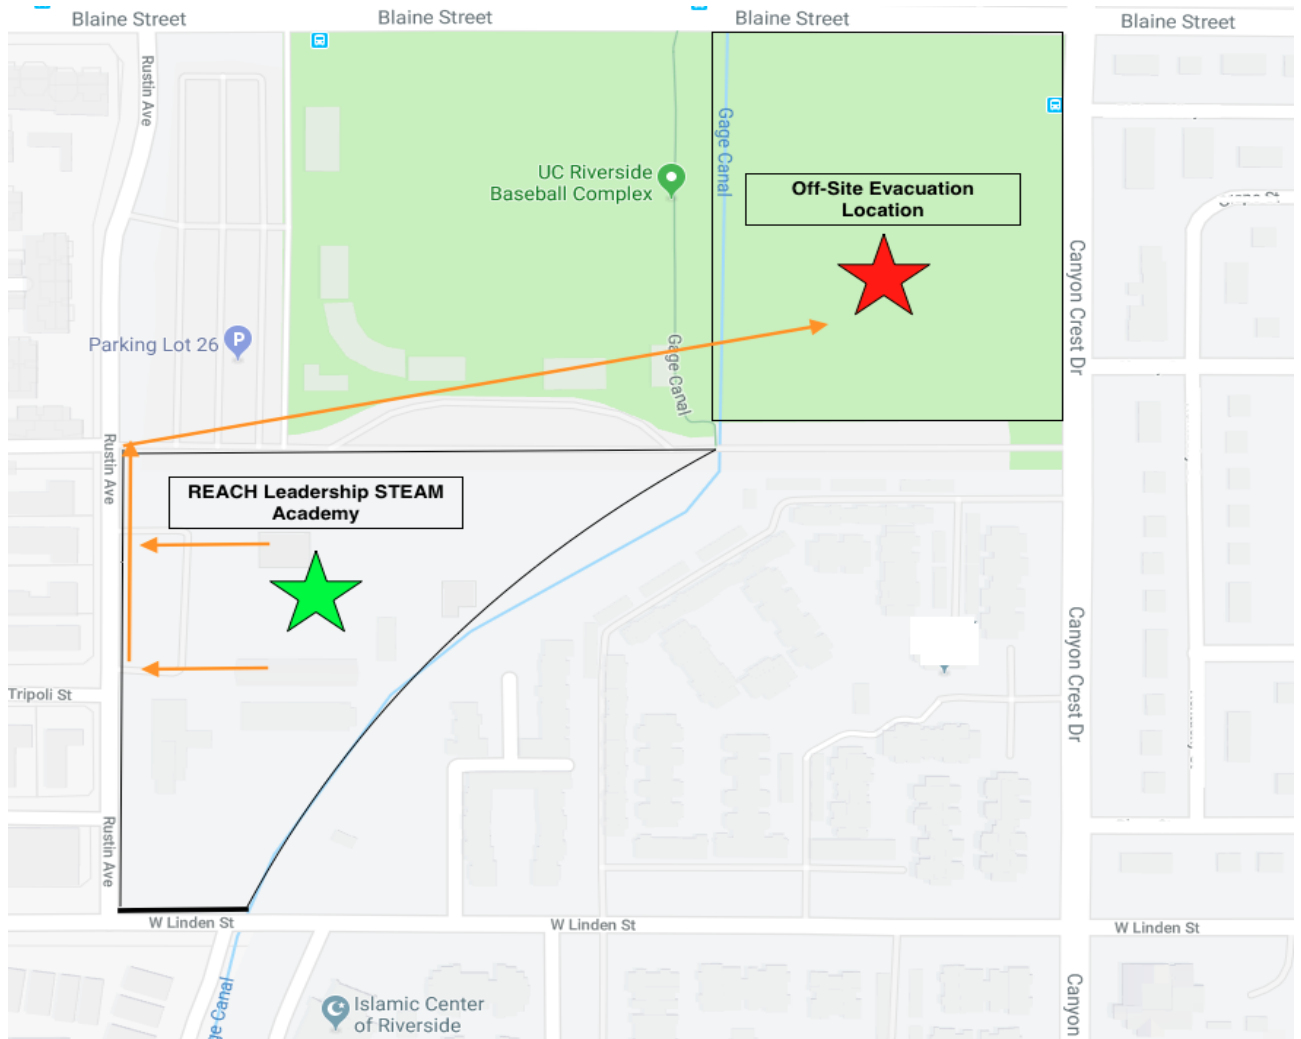 Blaine Street
Blaine Street
Blaine Street
Blaine Street
Rustin Ave
Gage Canal
UC Riverside
Baseball Complex
Off-Site Evacuation
Location
Canyon Crest Dr
Parking Lot 26
P
Gage Canal
Rustin Ave
REACH Leadership STEAM
Academy
Canyon Crest Dr
Tripoli St
Rustin Ave
W Linden St
W Linden St
W Linden St
ge Canal
Islamic Center
of Riverside
Canyon